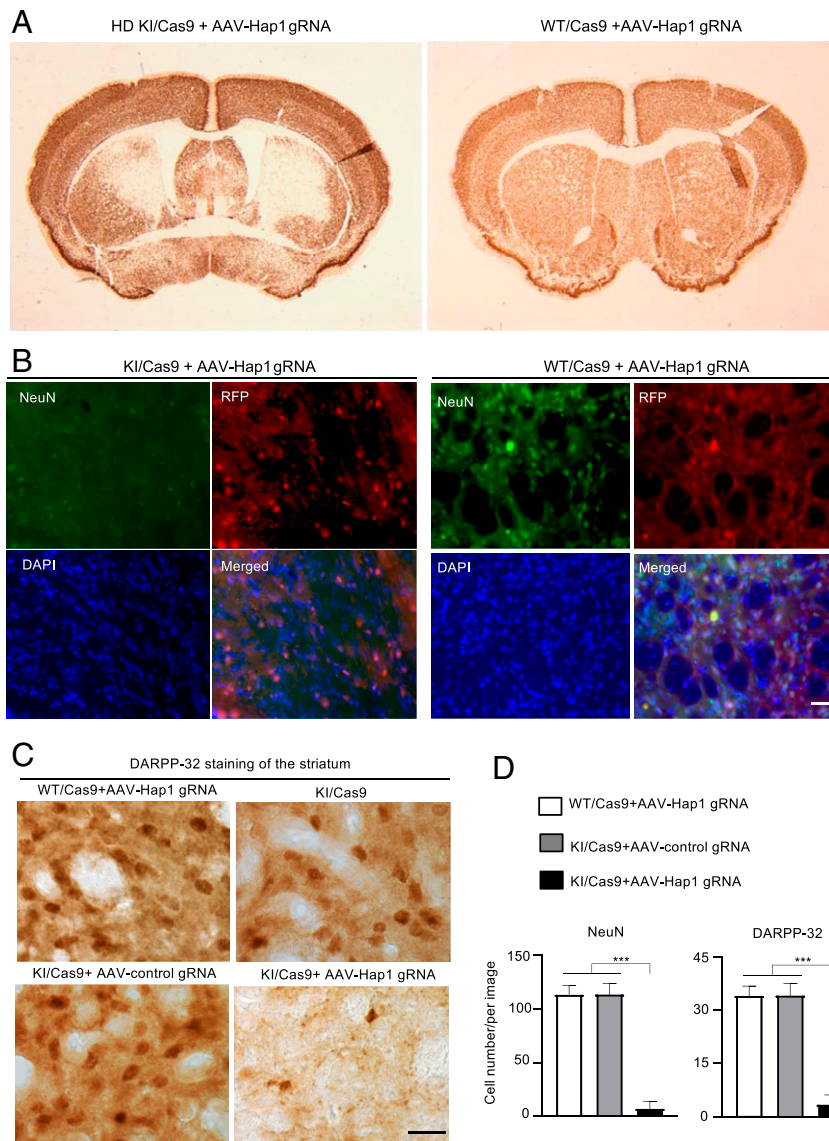 A
HD KI/Cas9 + AAV-Hap1 gRNA
WT/Cas9 +AAV-Hap1 gRNA
B
KI/Cas9 + AAV-Hap1gRNA
WT/Cas9 + AAV-Hap1 gRNA
NeuN
RFP
NeuN
RFP
DAPI
Merged
DAPI
Merged
C
DARPP-32 staining of the striatum
WT/Cas9+AAV-Hap1 gRNA
KI/Cas9
KI/Cas9+ AAV-control gRNA
KI/Cas9+ AAV-Hap1 gRNA
D
WT/Cas9+AAV-Hap1 gRNA
KI/Cas9+AAV-control gRNA
KI/Cas9+AAV-Hap1 gRNA
NeuN
Cell number/per image
150
100
50
0
***
DARPP-32
45
30
15
0
***